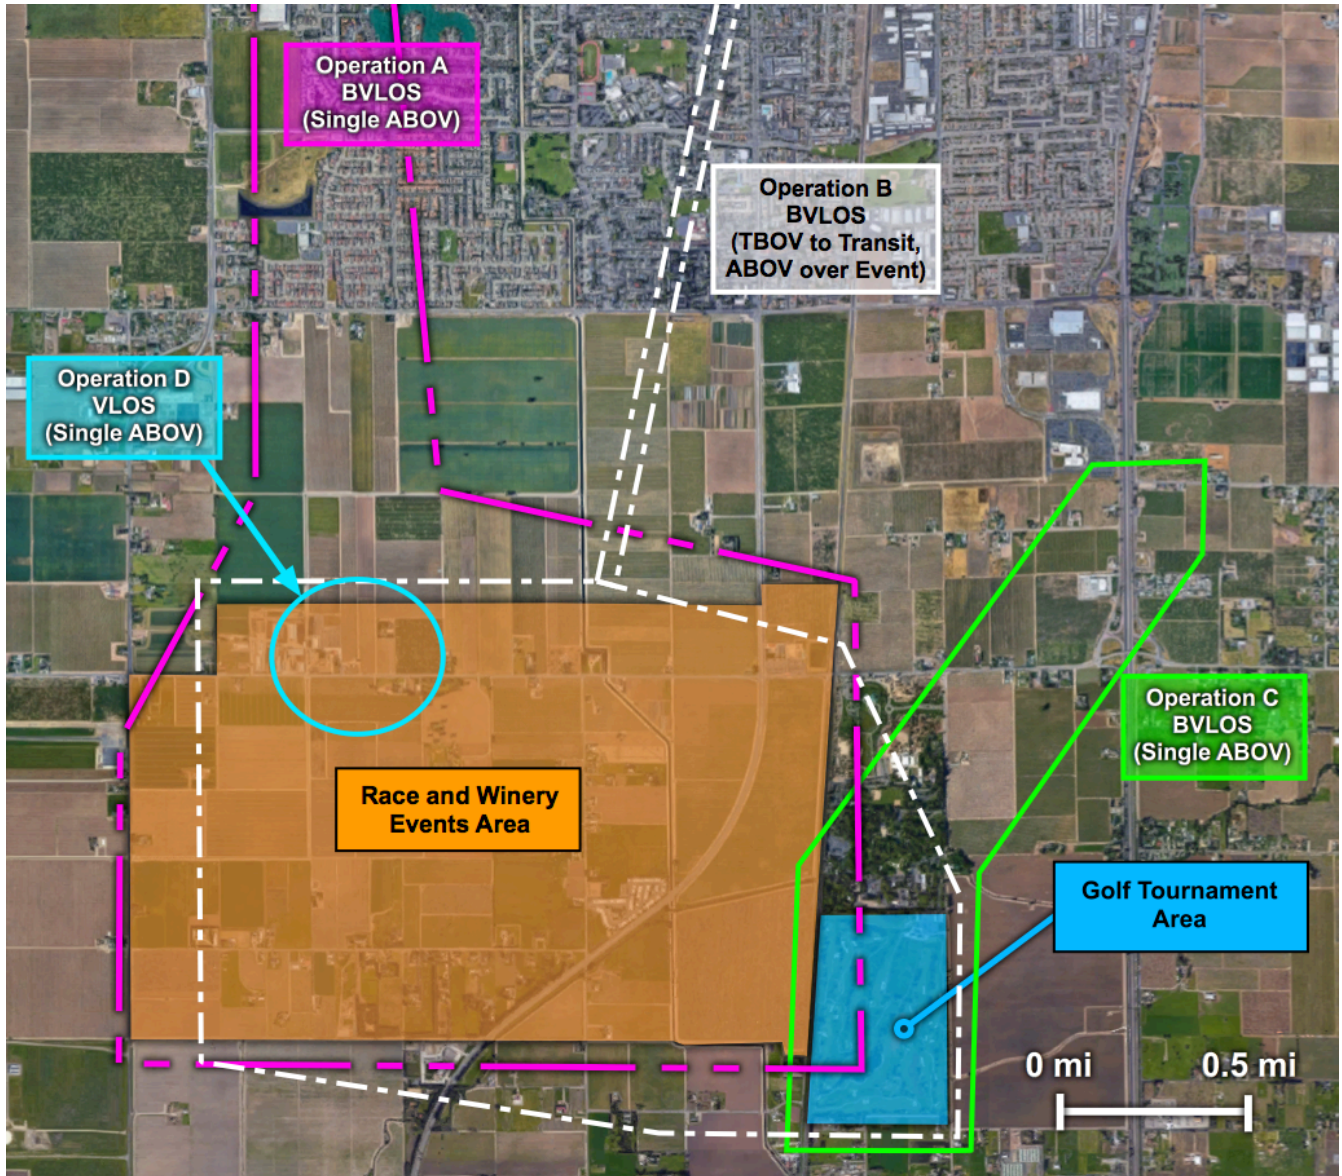 Operation A
BVLOS
(Single ABOV)
Operation B
BVLOS
(TBOV to Transit,
ABOV over Event)
Operation D
VLOS
(Single ABOV)
Operation C
BVLOS
(Single ABOV)
Race and Winery
Events Area
Golf Tournament
Area
0 mi
0.5 mi